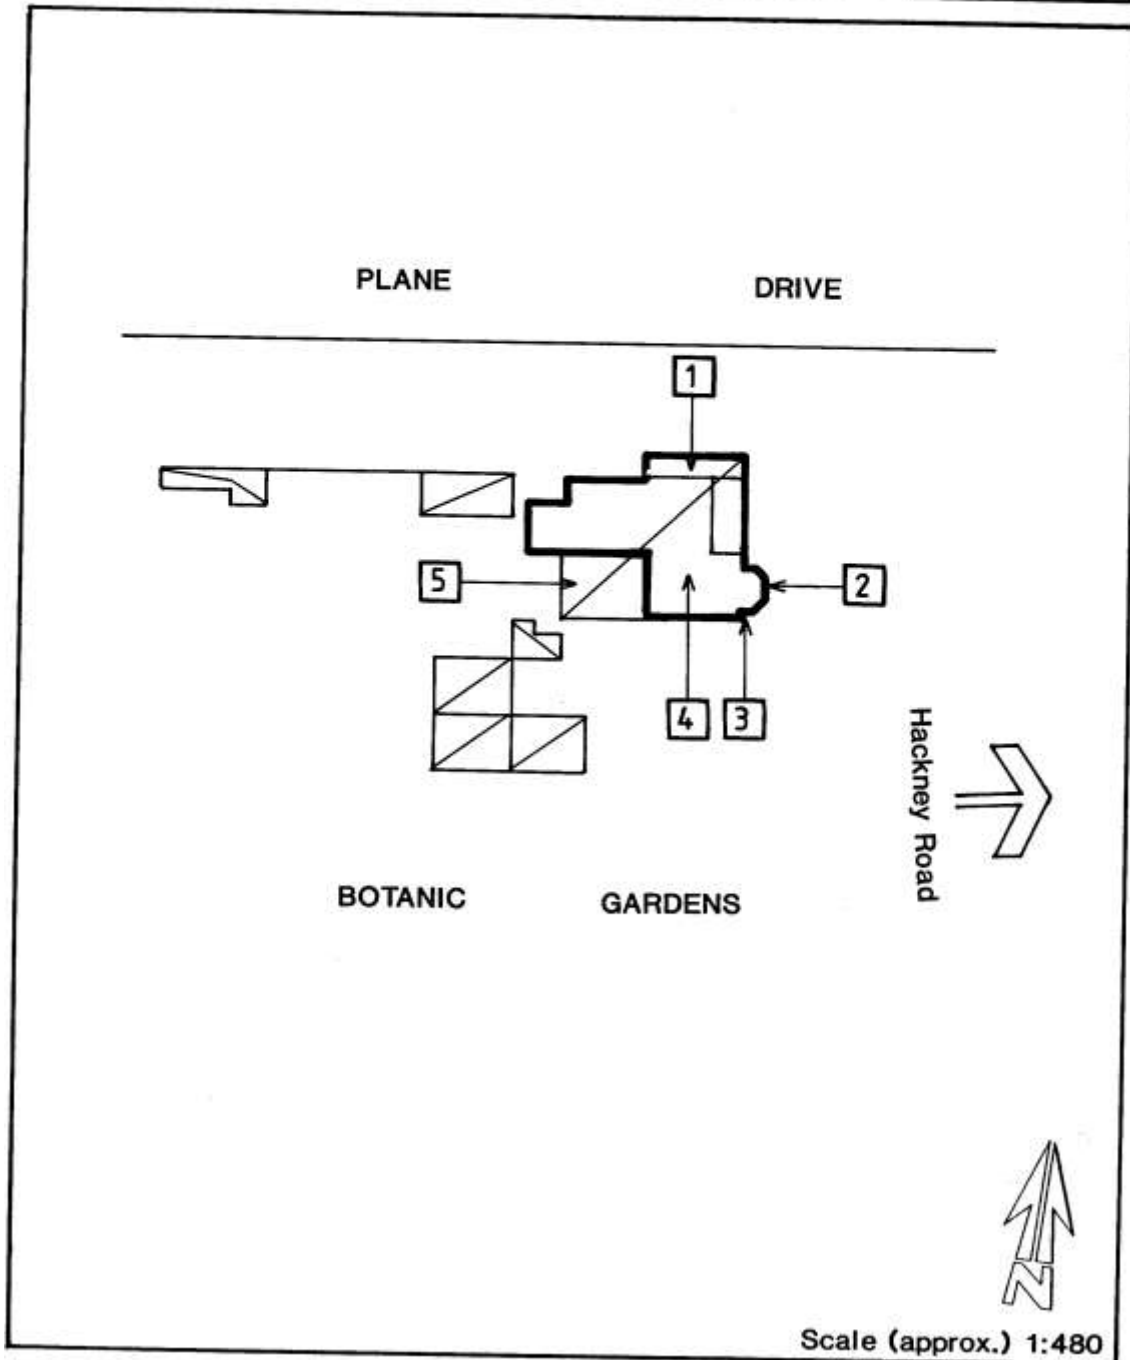 PLANE DRIVE
1
5
2
4 3
Hackney Road
BOTANIC GARDENS
N
Scale (approx.) 1:480